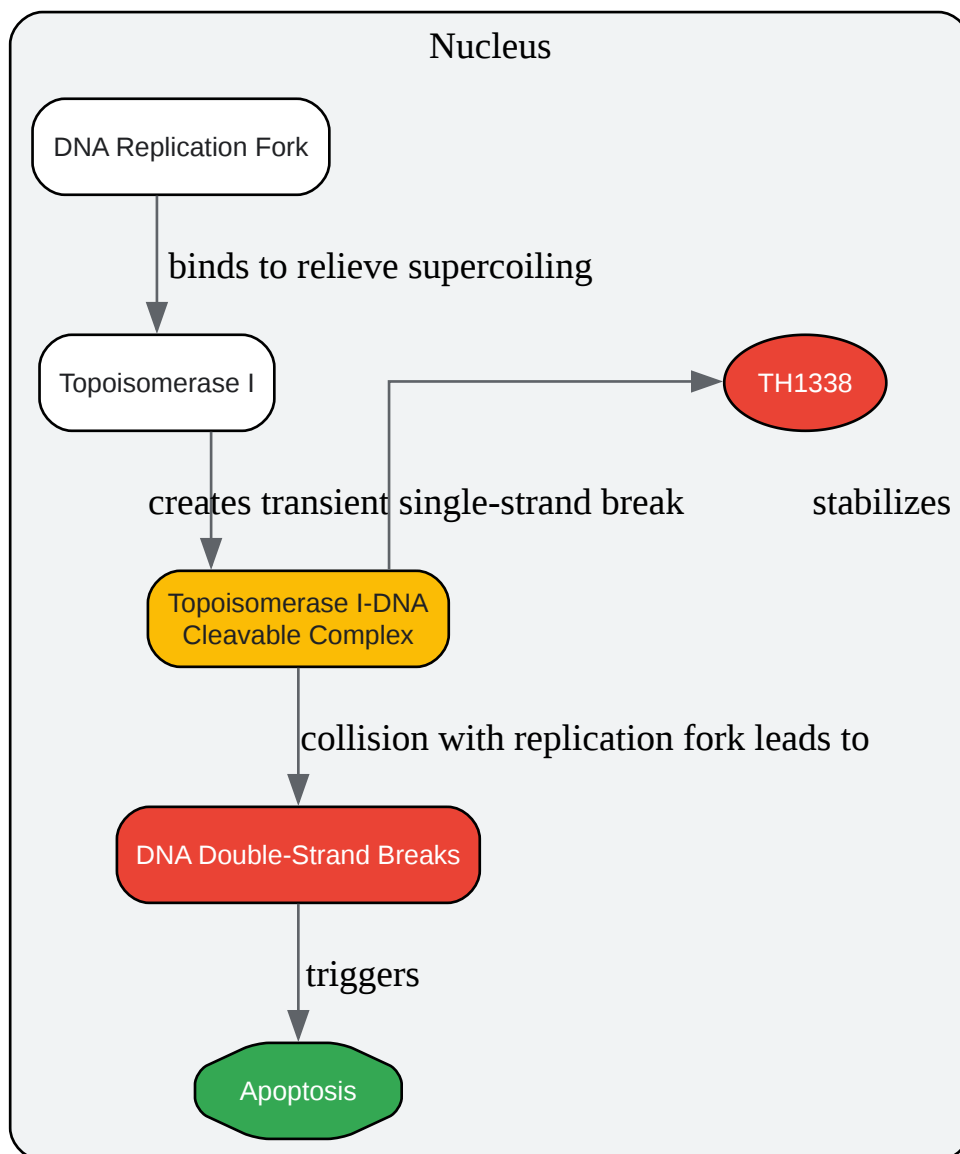 Nucleus
DNA Replication Fork
binds to relieve supercoiling
Topoisomerase I
TH1338
creates transient single-strand break
stabilizes
Topoisomerase I-DNA
Cleavable Complex
collision with replication fork leads to
DNA Double-Strand Breaks
triggers
Apoptosis